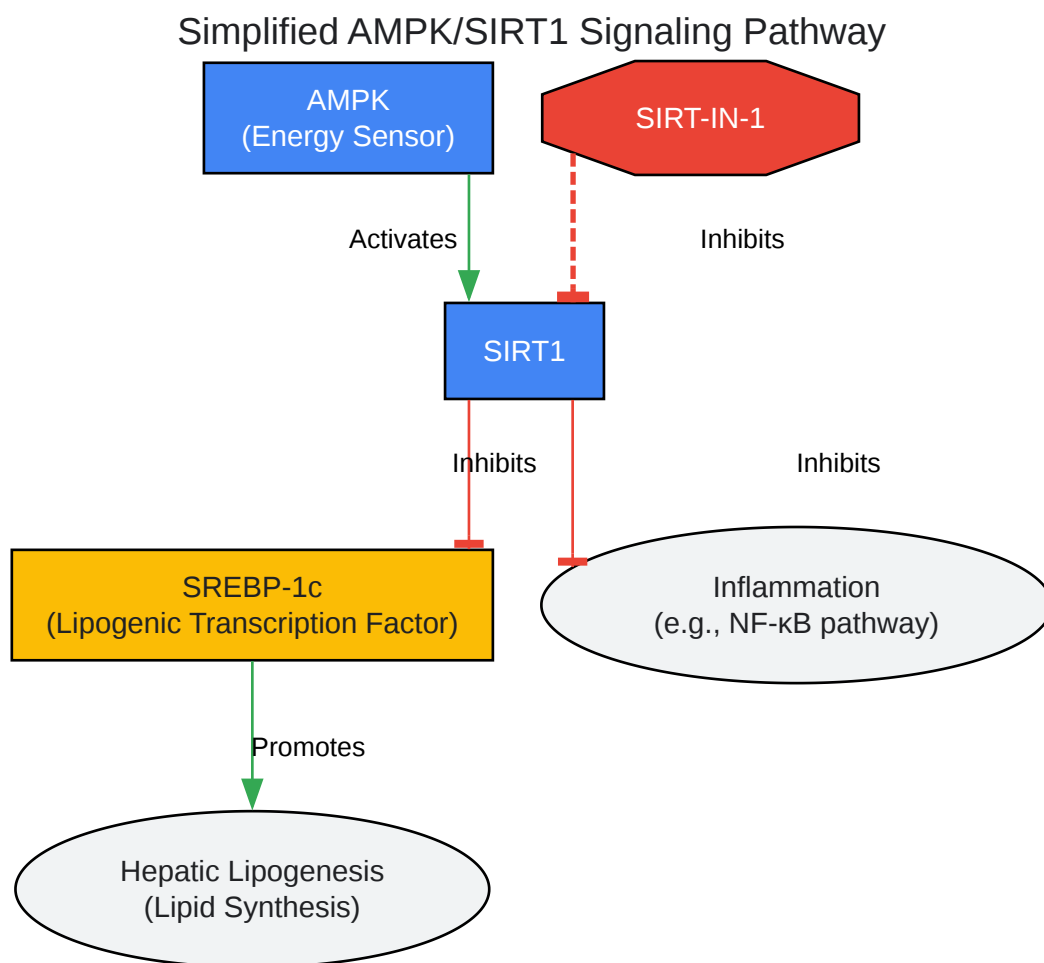 Simplified AMPK/SIRT1 Signaling Pathway
AMPK
(Energy Sensor)
SIRT-IN-1
Activates
Inhibits
SIRT1
Inhibits
Inhibits
SREBP-1c
(Lipogenic Transcription Factor)
Inflammation
(e.g., NF-κB pathway)
Promotes
Hepatic Lipogenesis
(Lipid Synthesis)